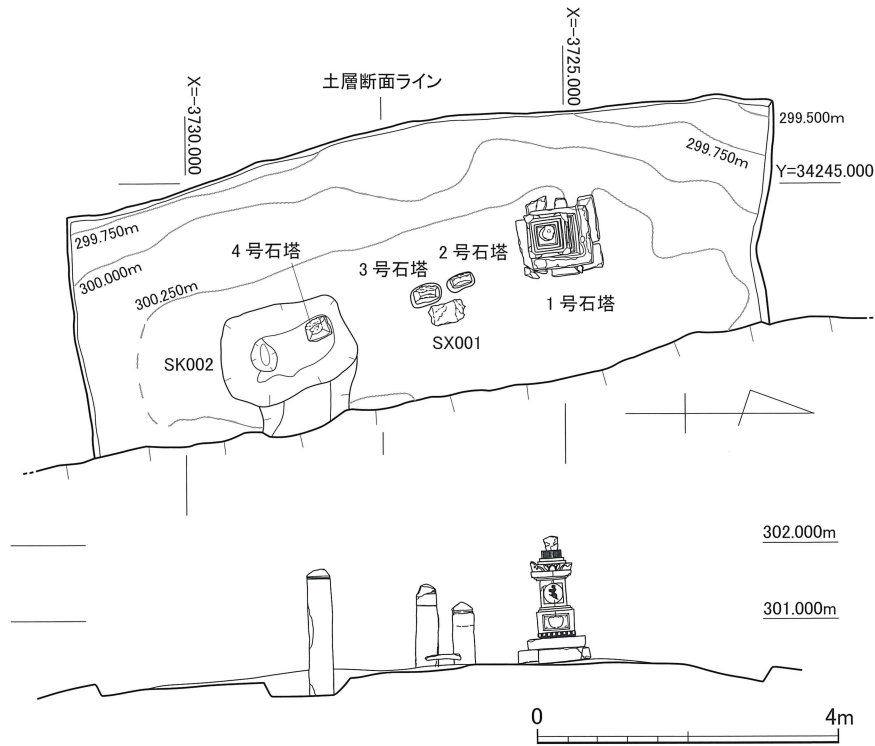 X=-3725.000
X=-3730.000
土層断面ライン
299.500m
299.750m
Y=34245.000
299.750m
300.000m
300.250m
4号石塔
3号石塔
2号石塔
1号石塔
SX001
SK002
302.000m
301.000m
0
4m